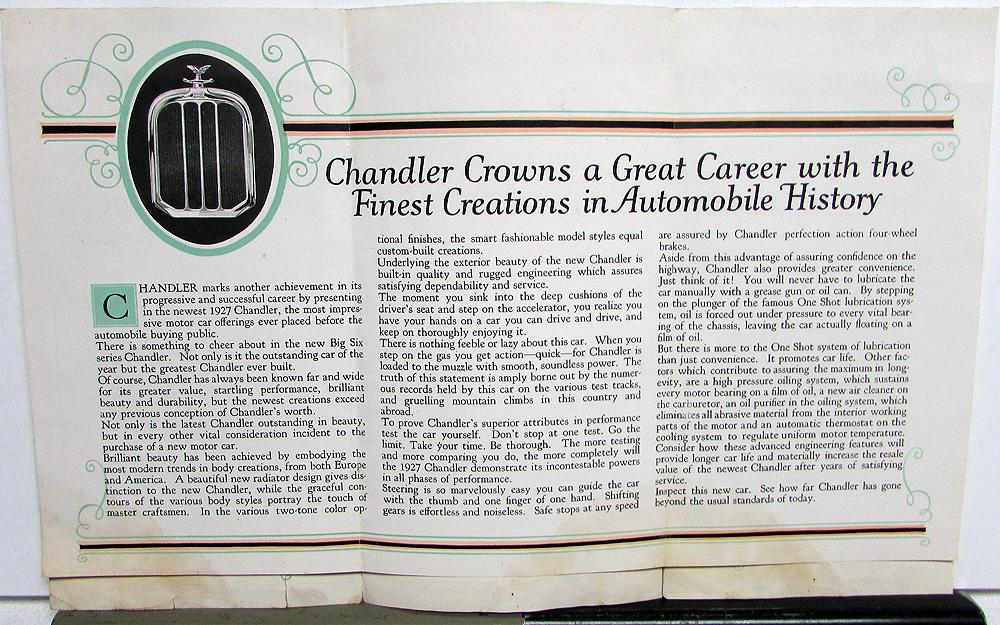 Chandler Crowns a Great Career with the
Finest Creations in Automobile History
CHANDLER marks another achievement in its
progressive and successful career by presenting
in the newest 1927 Chandler, the most impres-
sive motor car offerings ever placed before the
automobile buying public.
There is something to cheer about in the new Big Six
series Chandler. Not only is it the outstanding car of the
year but the greatest Chandler ever built.
Of course, Chandler has always been known far and wide
for its greater value, startling performance, brilliant
beauty and durability, but the newest creations exceed
any previous conception of Chandler's worth.
Not only is the latest Chandler outstanding in beauty,
but in every other vital consideration incident to the
purchase of a new motor car.
Brilliant beauty has been achieved by embodying the
most modern trends in body creations, from both Europe
and America. A beautiful new radiator design gives dis-
tinction to the new Chandler, while the graceful con-
tours of the various body styles portray the touch of
master craftsmen. In the various two-tone color op-
tional finishes, the smart fashionable model styles equal
custom-built creations.
Underlying the exterior beauty of the new Chandler is
built-in quality and rugged engineering which assures
satisfying dependability and service.
The moment you sink into the deep cushions of the
driver's seat and step on the accelerator, you realize you
have your hands on a car you can drive and drive, and
keep on thoroughly enjoying it.
There is nothing feeble or lazy about this car. When you
step on the gas you get action—quick—for Chandler is
loaded to the muzzle with smooth, soundless power. The
truth of this statement is amply borne out by the numer-
ous records held by this car on the various test tracks,
and gruelling mountain climbs in this country and
abroad.
To prove Chandler's superior attributes in performance
test the car yourself. Don't stop at one test. Go the
limit. Take your time. Be thorough. The more testing
and more comparing you do, the more completely will
the 1927 Chandler demonstrate its incontestable powers
in all phases of performance.
Steering is so marvelously easy you can guide the car
with the thumb and one finger of one hand. Shifting
gears is effortless and noiseless. Safe stops at any speed
are assured by Chandler perfection action four-wheel
brakes.
Aside from this advantage of assuring confidence on the
highway, Chandler also provides greater convenience.
Just think of it! You will never have to lubricate the
car manually with a grease gun or oil can. By stepping
on the plunger of the famous One Shot lubrication sys-
tem, oil is forced out under pressure to every vital bear-
ing of the chassis, leaving the car actually floating on a
film of oil.
But there is more to the One Shot system of lubrication
than just convenience. It promotes car life. Other fac-
tors which contribute to assuring the maximum in long-
evity, are a high pressure oiling system, which sustains
every motor bearing on a film of oil, a new air cleaner on
the carburetor, an oil purifier in the oiling system, which
eliminates all abrasive material from the interior working
parts of the motor and an automatic thermostat on the
cooling system to regulate uniform motor temperature.
Consider how these advanced engineering features will
provide longer car life and materially increase the resale
value of the newest Chandler after years of satisfying
service.
Inspect this new car. See how far Chandler has gone
beyond the usual standards of today.